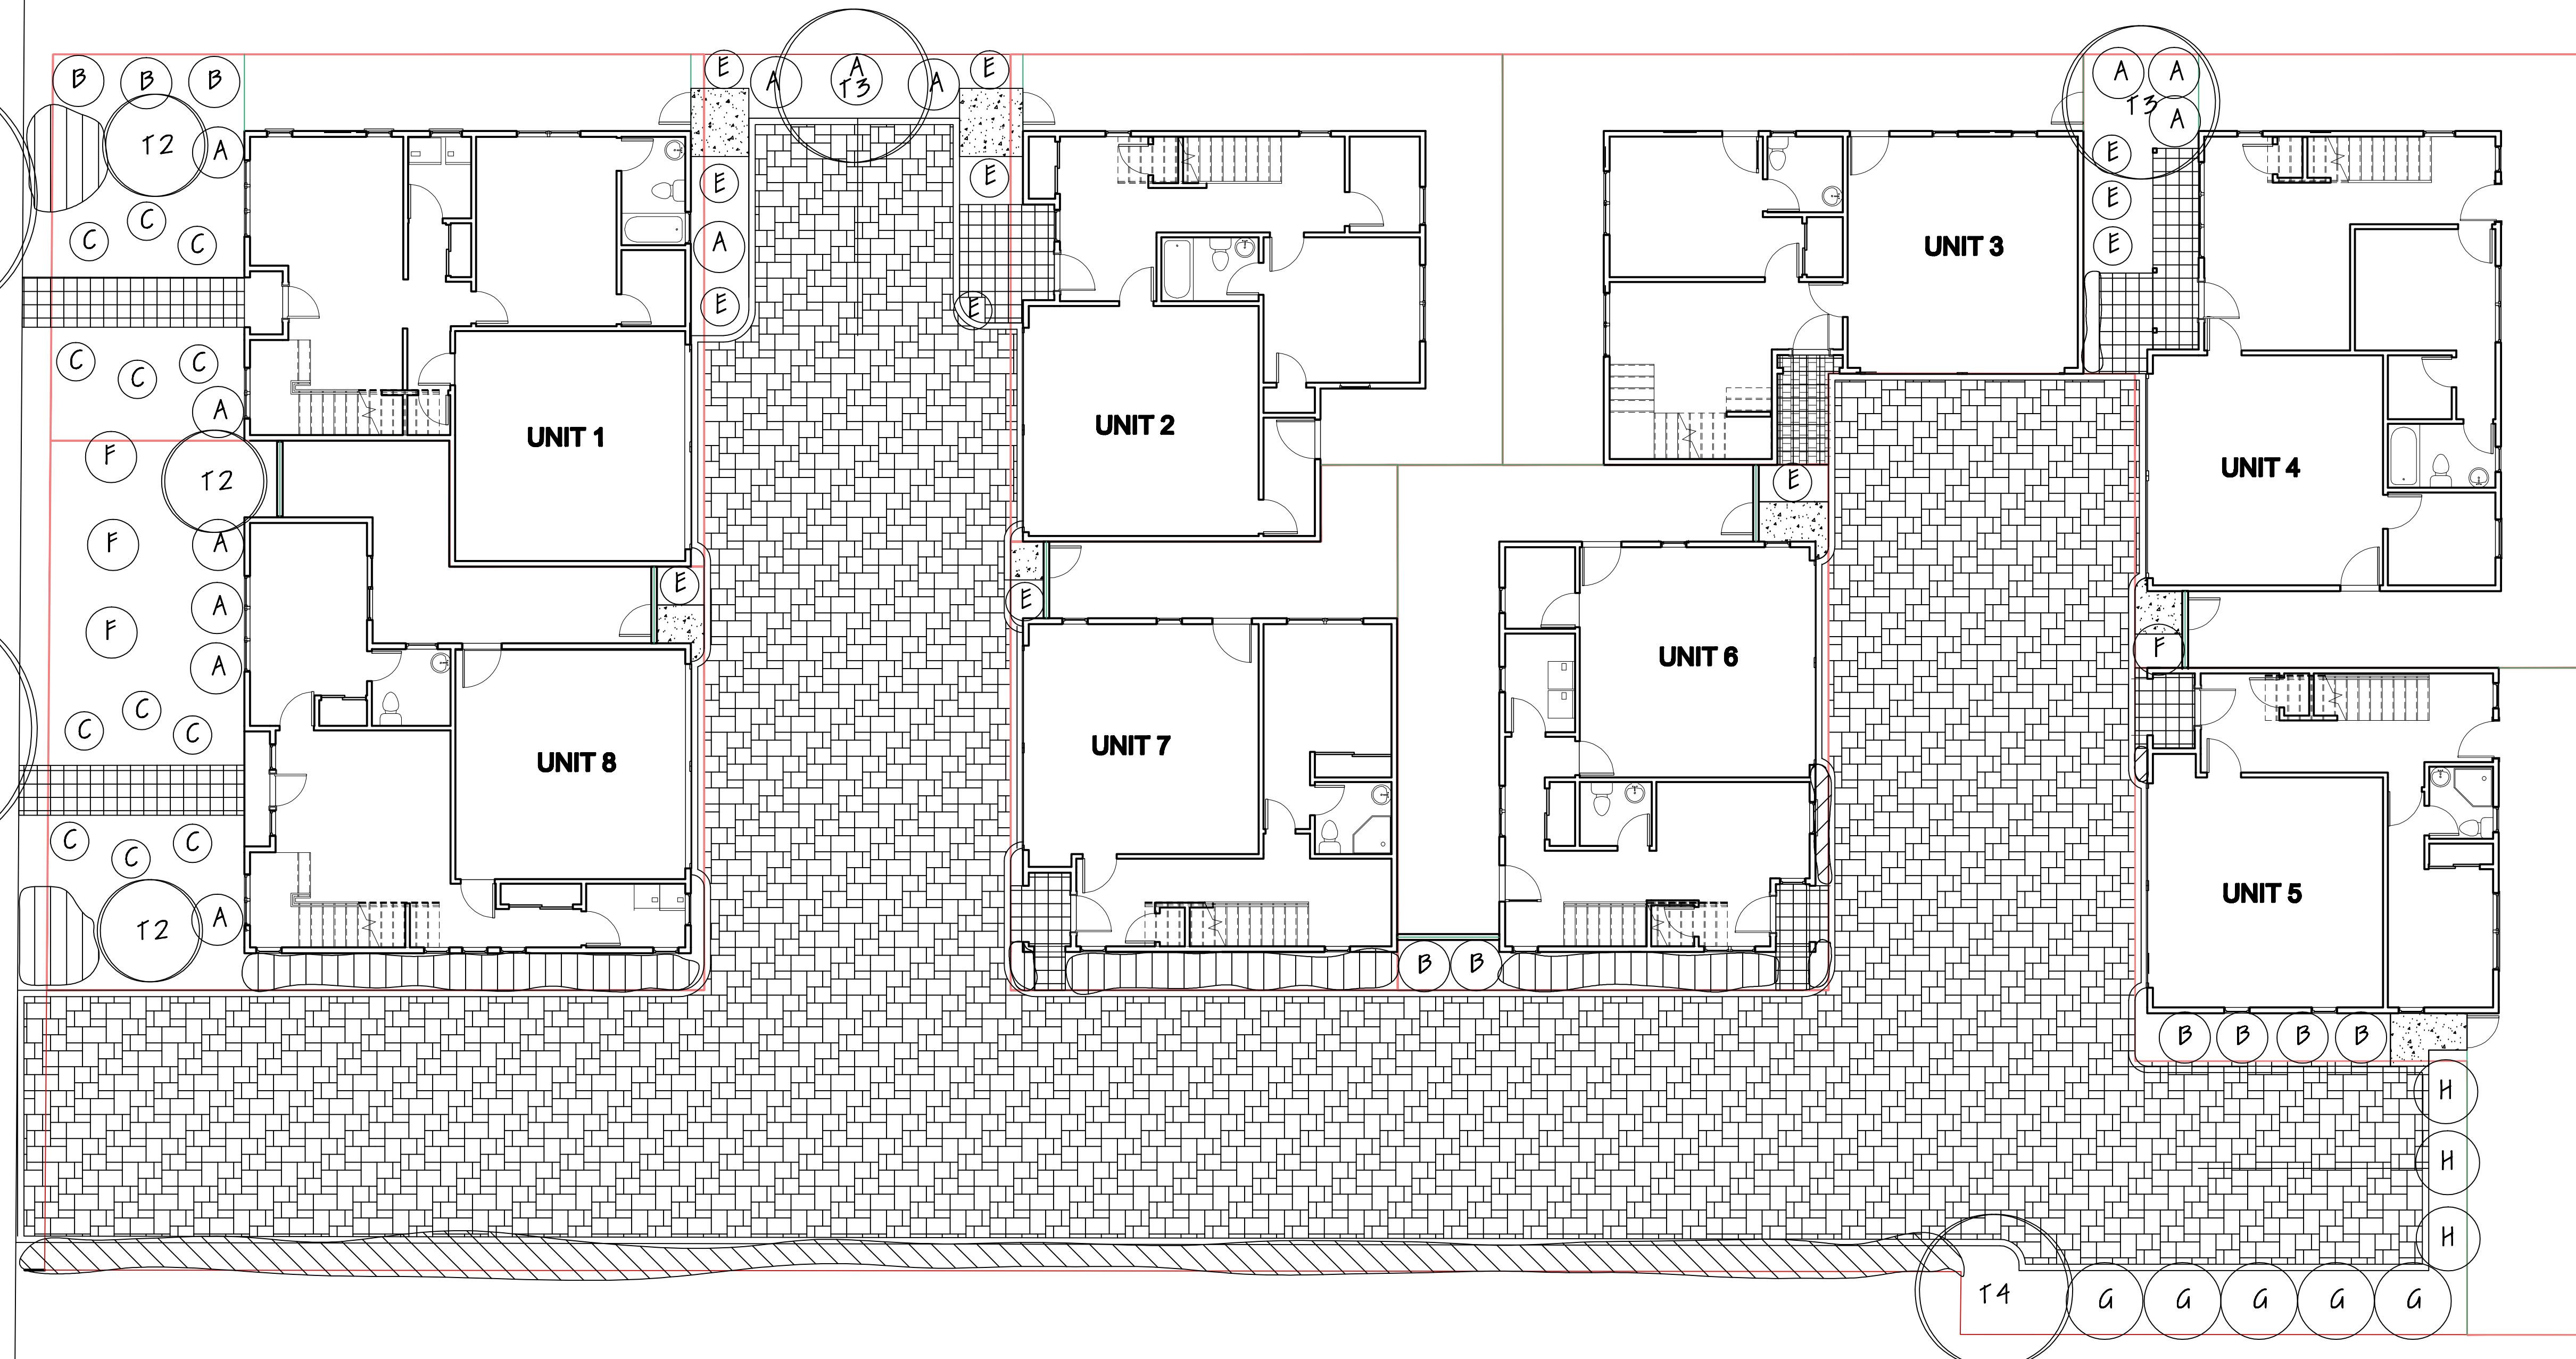 B B B E A A T3 A E A A T3 A
T2 A
E E E
E A E
E E
C C C
UNIT 3
E
C C C
A
UNIT 1
UNIT 2
UNIT 4
F T2
E
F A
A E E
F A
UNIT 6
F
C C C
UNIT 8
UNIT 7
C C C
T2 A
UNIT 5
B B
B B B B
H
H
H
T4 G G G G G